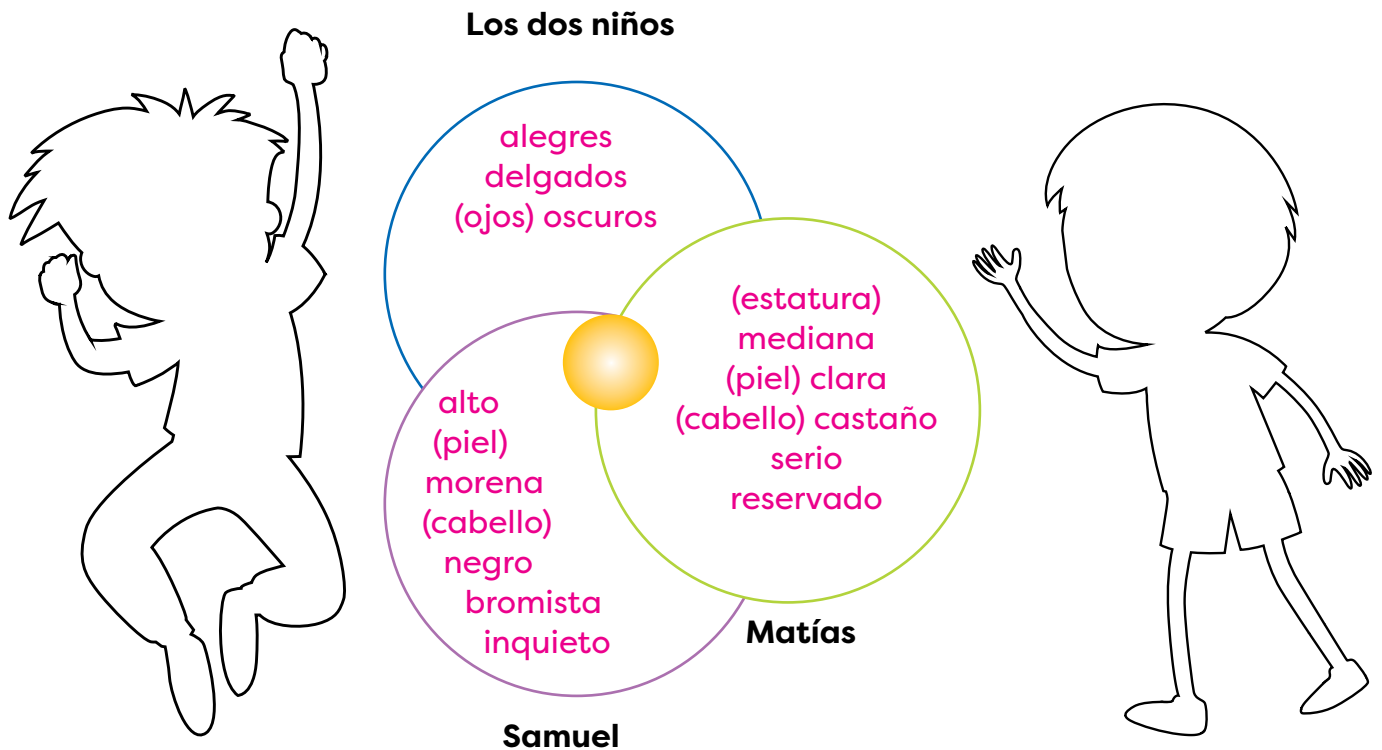 Los dos niños
alegres
delgados
(ojos) oscuros
(estatura)
mediana
(piel) clara
(cabello) castaño
serio
reservado
Matías
alto
(piel)
morena
(cabello)
negro
bromista
inquieto
Samuel